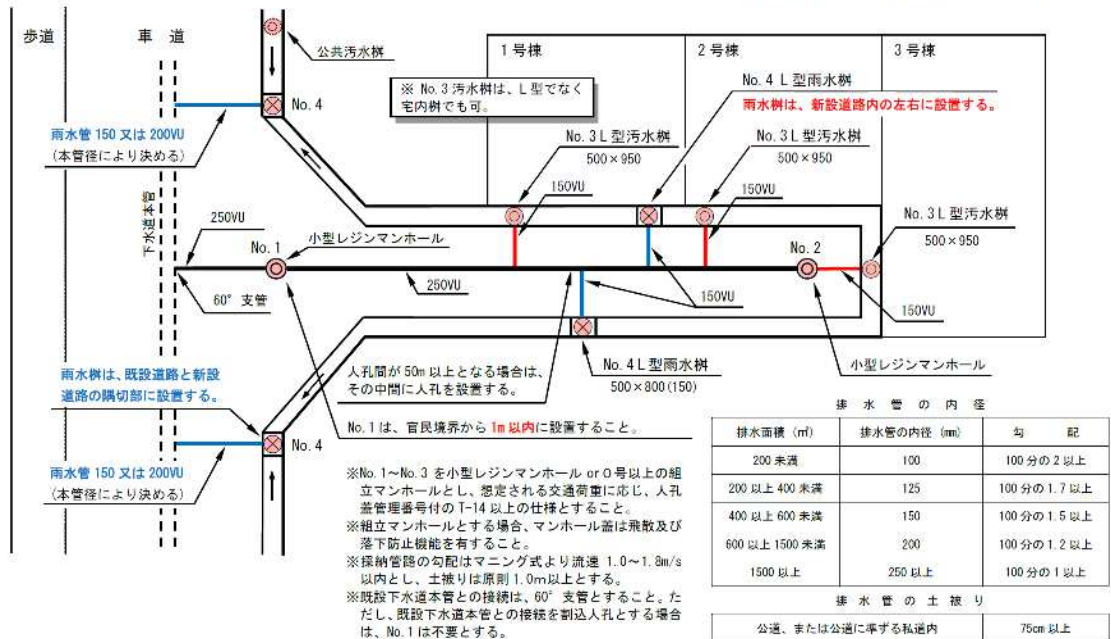 歩道
車道
公共汚水桝
No.4
雨水管 150 又は 200VU
(本管径により決める)
※ No.3 汚水桝は、L 型でなく
宅内樹でも可。
1号棟
2号棟
3号棟
No.4 L 型雨水桝
雨水桝は、新設道路内の左右に設置する。
No.3 L 型汚水桝
500×950
No.3 L 型汚水桝
500×950
150VU
150VU
No.3 L 型汚水桝
500×950
下水道本管
250VU
No.1
小型レジンマンホール
No.2
60° 支管
250VU
150VU
150VU
雨水桝は、既設道路と新設
道路の隅切部に設置する。
人孔間が 50m 以上となる場合は、
その中間に人孔を設置する。
No.4 L 型雨水桝
500×800(150)
小型レジンマンホール
No.1 は、官民境界から 1m 以内に設置すること。
No.4
雨水管 150 又は 200VU
(本管径により決める)
※No.1～No.3 を小型レジンマンホール or 0 号以上の組
立マンホールとし、想定される交通荷重に応じ、人孔
蓋管理番号付の T-14 以上の仕様とすること。
※組立マンホールとする場合、マンホール蓋は飛散及び
落下防止機能を有すること。
※採納管路の勾配はマニング式より流速 1.0～1.8m/s
以内とし、土被りは原則 1.0m以上とする。
※既設下水道本管との接続は、60° 支管とすること。た
だし、既設下水道本管との接続を割込人孔とする場合
は、No.1 は不要とする。
排水管の内径
排水面積 (㎡) 排水管の内径 (mm) 勾配
200 未満 100 100 分の 2 以上
200 以上 400 未満 125 100 分の 1.7 以上
400 以上 600 未満 150 100 分の 1.5 以上
600 以上 1500 未満 200 100 分の 1.2 以上
1500 以上 250 以上 100 分の 1 以上
排水管の土被り
公道、または公道に準ずる私道内 75cm 以上